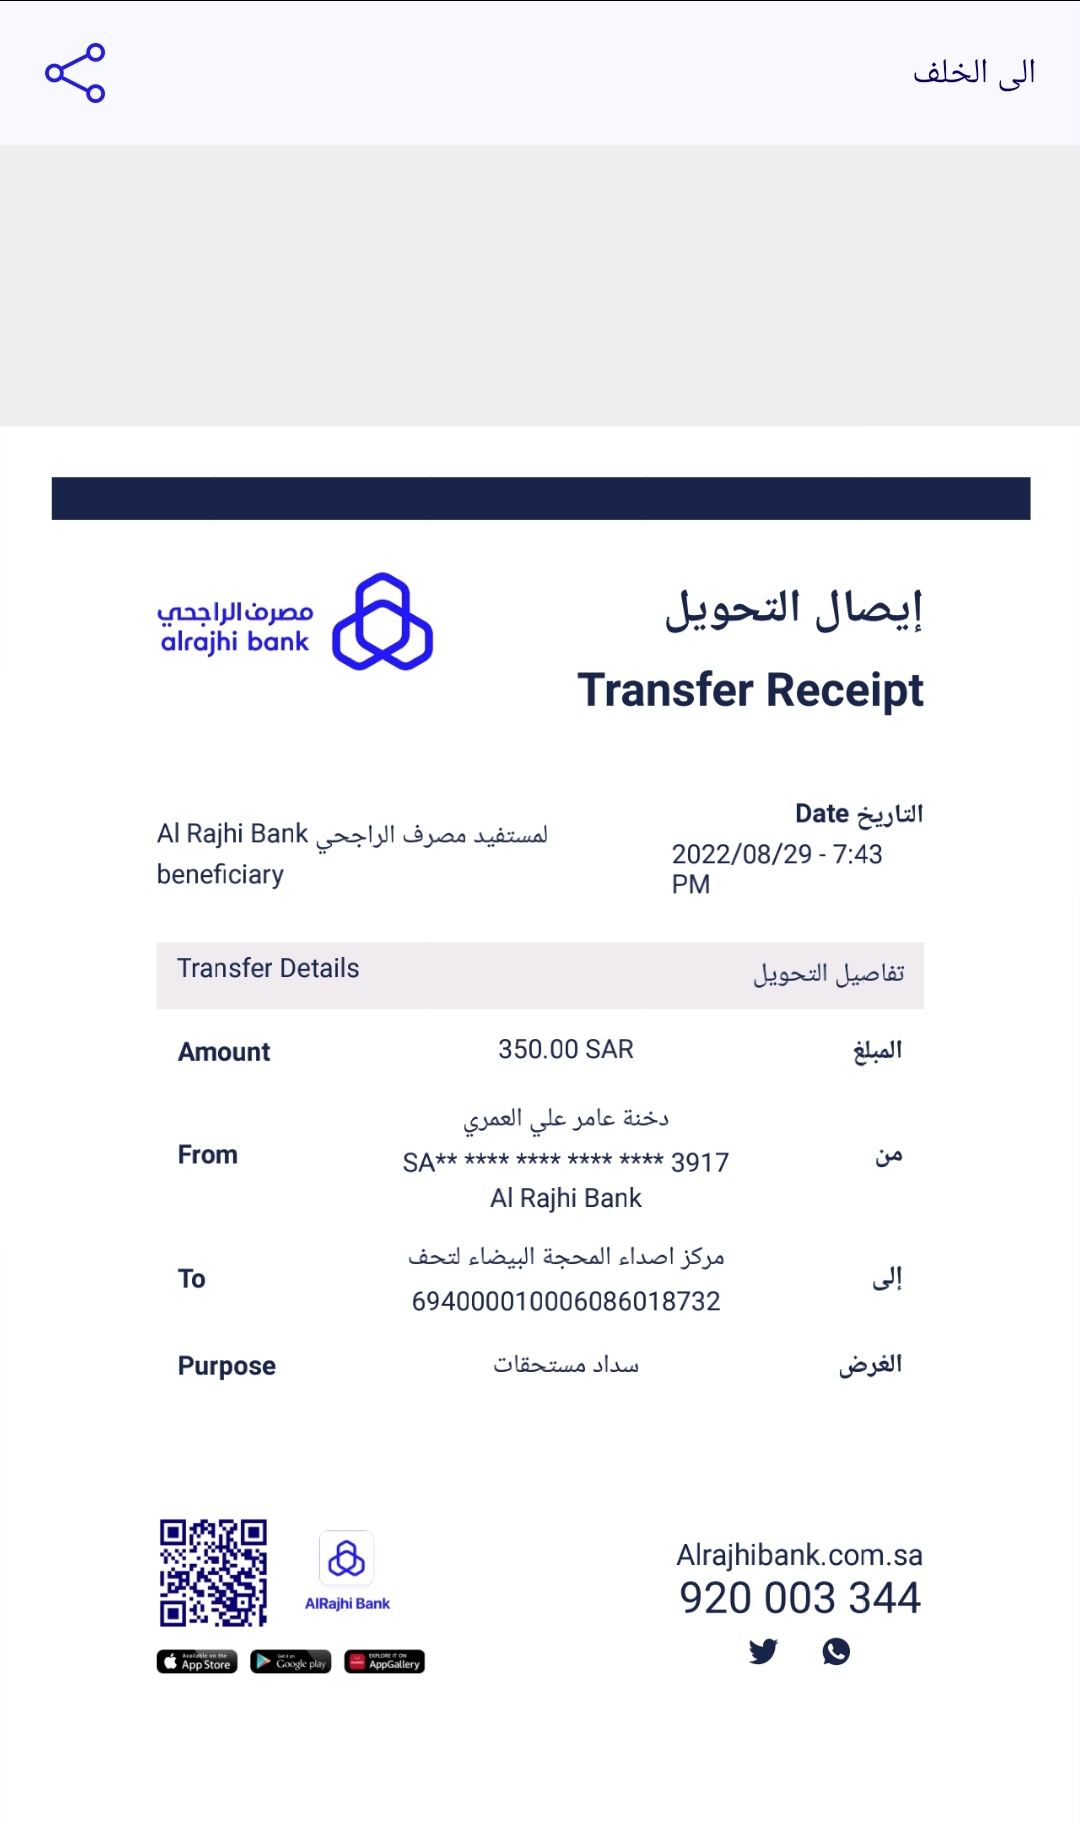 الى الخلف
مصرف الراجحي
alrajhi bank
إيصال التحويل
Transfer Receipt
التاريخ Date
2022/08/29 - 7:43
PM
لمستفيد مصرف الراجحي Al Rajhi Bank
beneficiary
Transfer Details تفاصيل التحويل
Amount 350.00 SAR المبلغ
دخنة عامر علي العمري
From SA** **** **** **** **** 3917 من
Al Rajhi Bank
مركز اصداء المحجة البيضاء لتحف
To إلى
694000010006086018732
Purpose سداد مستحقات الغرض
AlRajhi Bank
Available on the
App Store
Get it on
Google play
EXPLORE IT ON
AppGallery
Alrajhibank.com.sa
920 003 344